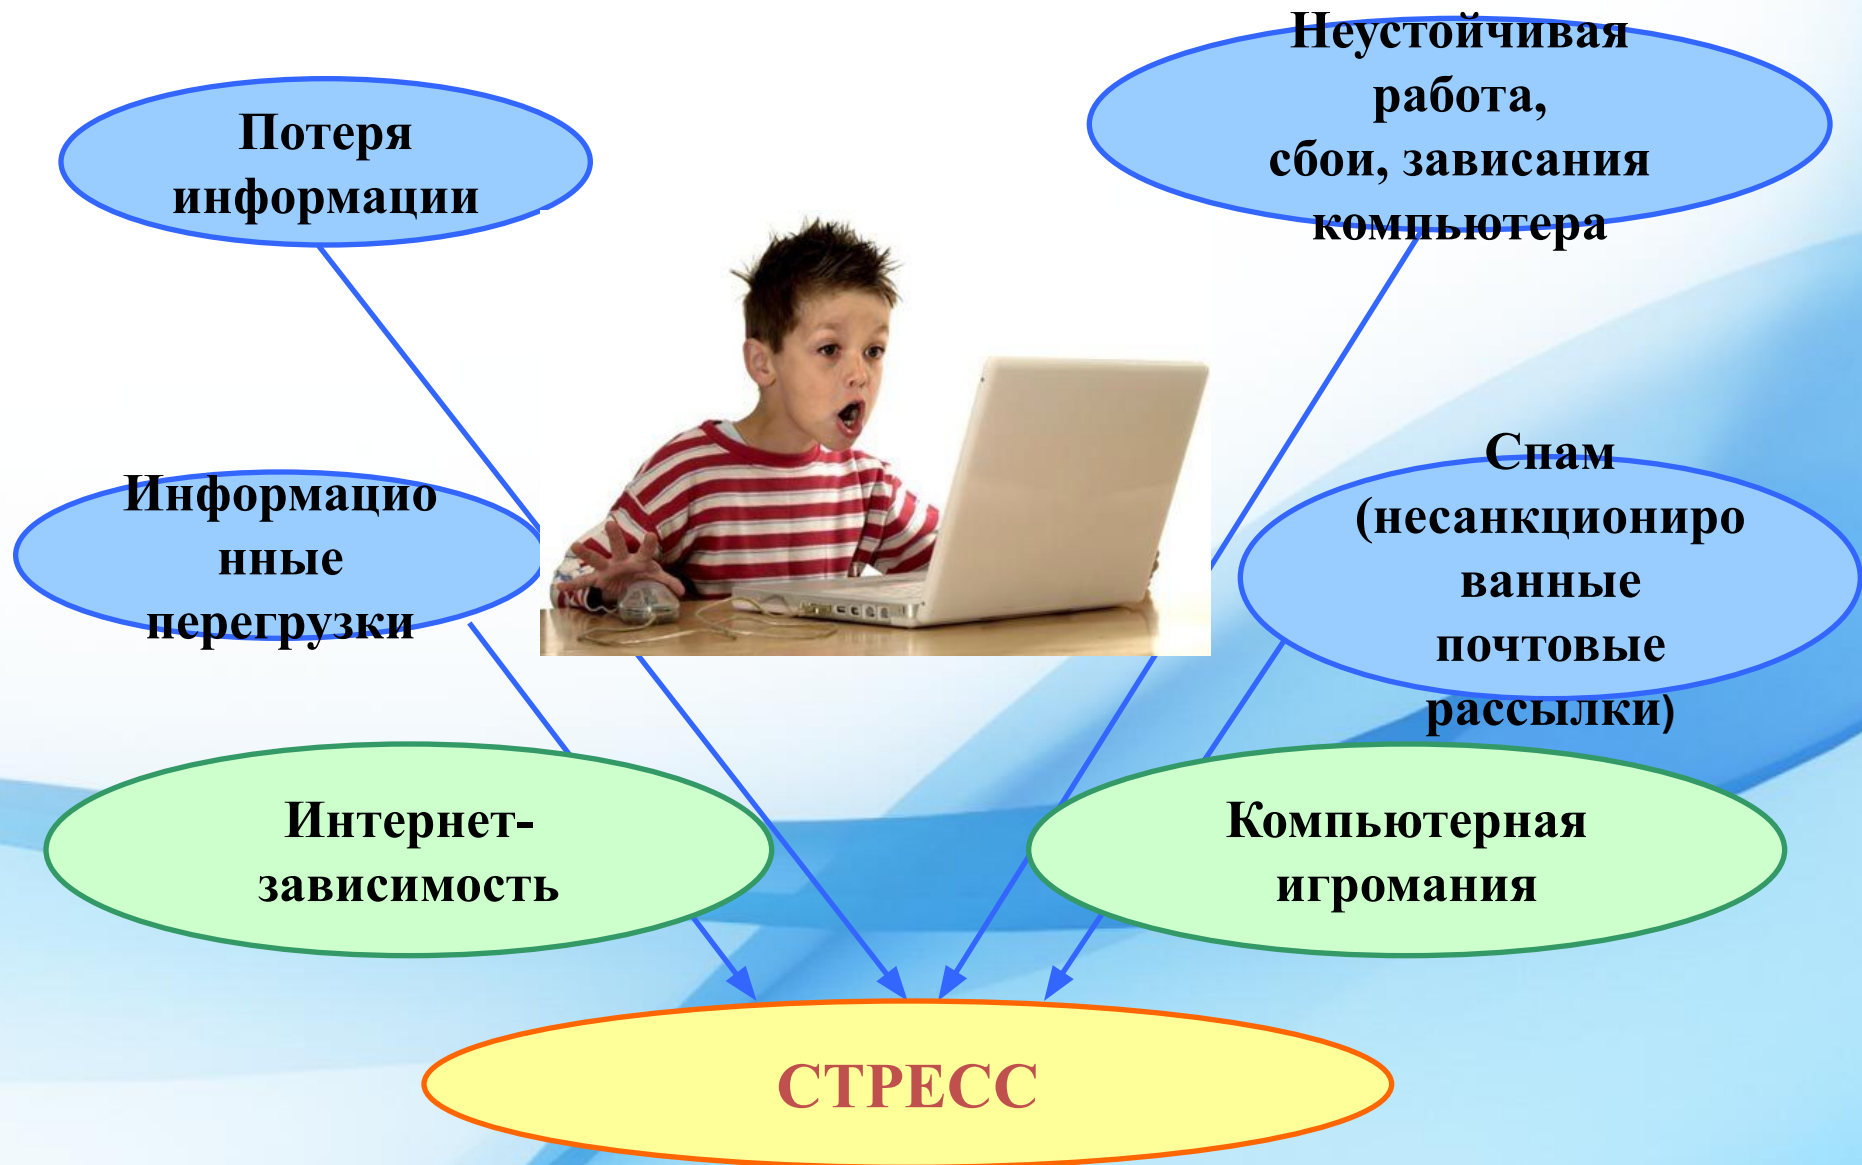 Потеря
информации
Неустойчивая
работа,
сбои, зависания
компьютера
Информацио
нные
перегрузки
Спам
(несанкциониро
ванные
почтовые
рассылки)
Интернет-
зависимость
Компьютерная
игромания
СТРЕСС